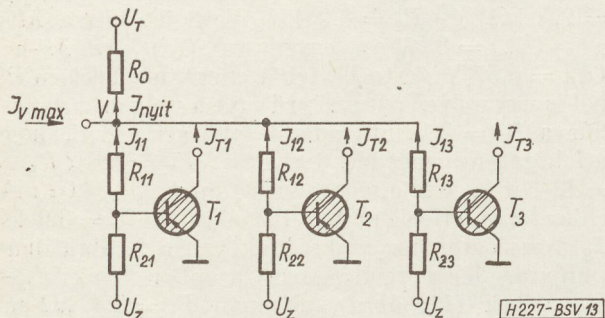 U_T
R_0
J_V max V J_nyit
J_11 J_T1 J_12 J_T2 J_13 J_T3
R_11 R_12 R_13
T_1 T_2 T_3
R_21 R_22 R_23
U_Z U_Z U_Z
H227-BSV 13